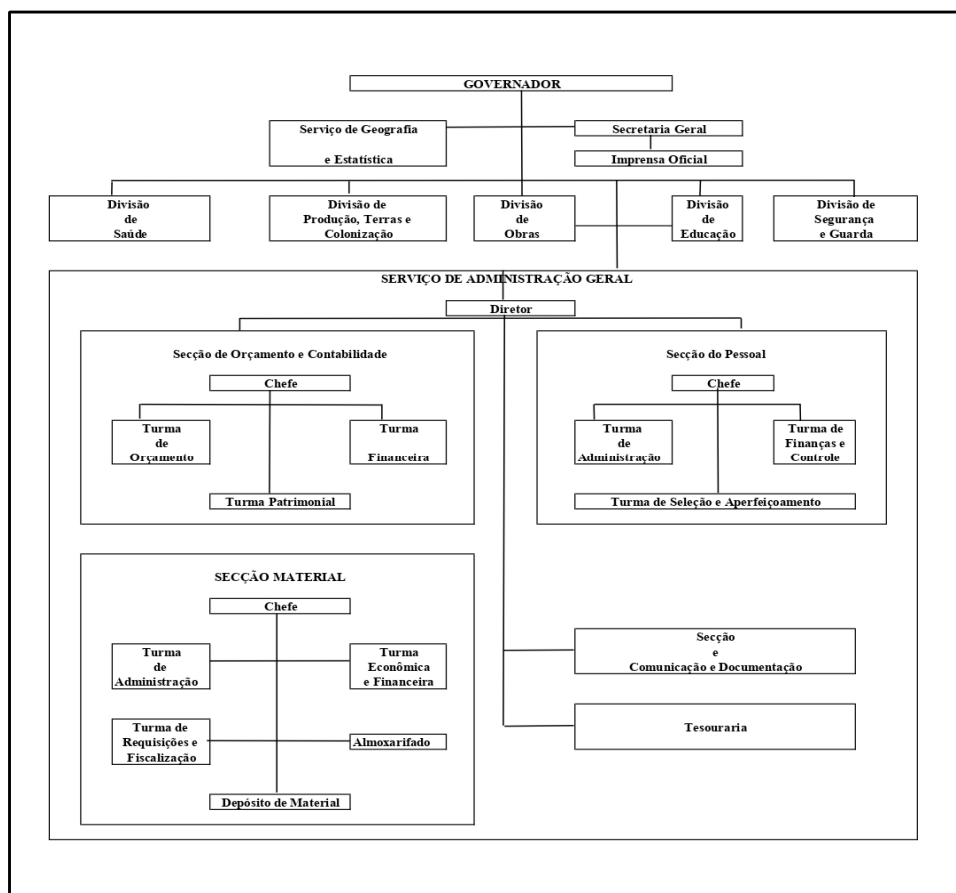 GOVERNADOR
Serviço de Geografia
e Estatística
Secretaria Geral
Imprensa Oficial
Divisão
de
Saúde
Divisão de
Produção, Terras e
Colonização
Divisão
de
Obras
Divisão
de
Educação
Divisão de
Segurança
e Guarda
SERVIÇO DE ADMINISTRAÇÃO GERAL
Diretor
Secção de Orçamento e Contabilidade
Chefe
Turma
de
Orçamento
Turma
Financeira
Turma Patrimonial
Secção do Pessoal
Chefe
Turma
de
Administração
Turma de
Finanças e
Controle
Turma de Seleção e Aperfeiçoamento
SECÇÃO MATERIAL
Chefe
Turma
de
Administração
Turma
Econômica
e Financeira
Turma de
Requisições e
Fiscalização
Almoxarifado
Depósito de Material
Secção
e
Comunicação e Documentação
Tesouraria